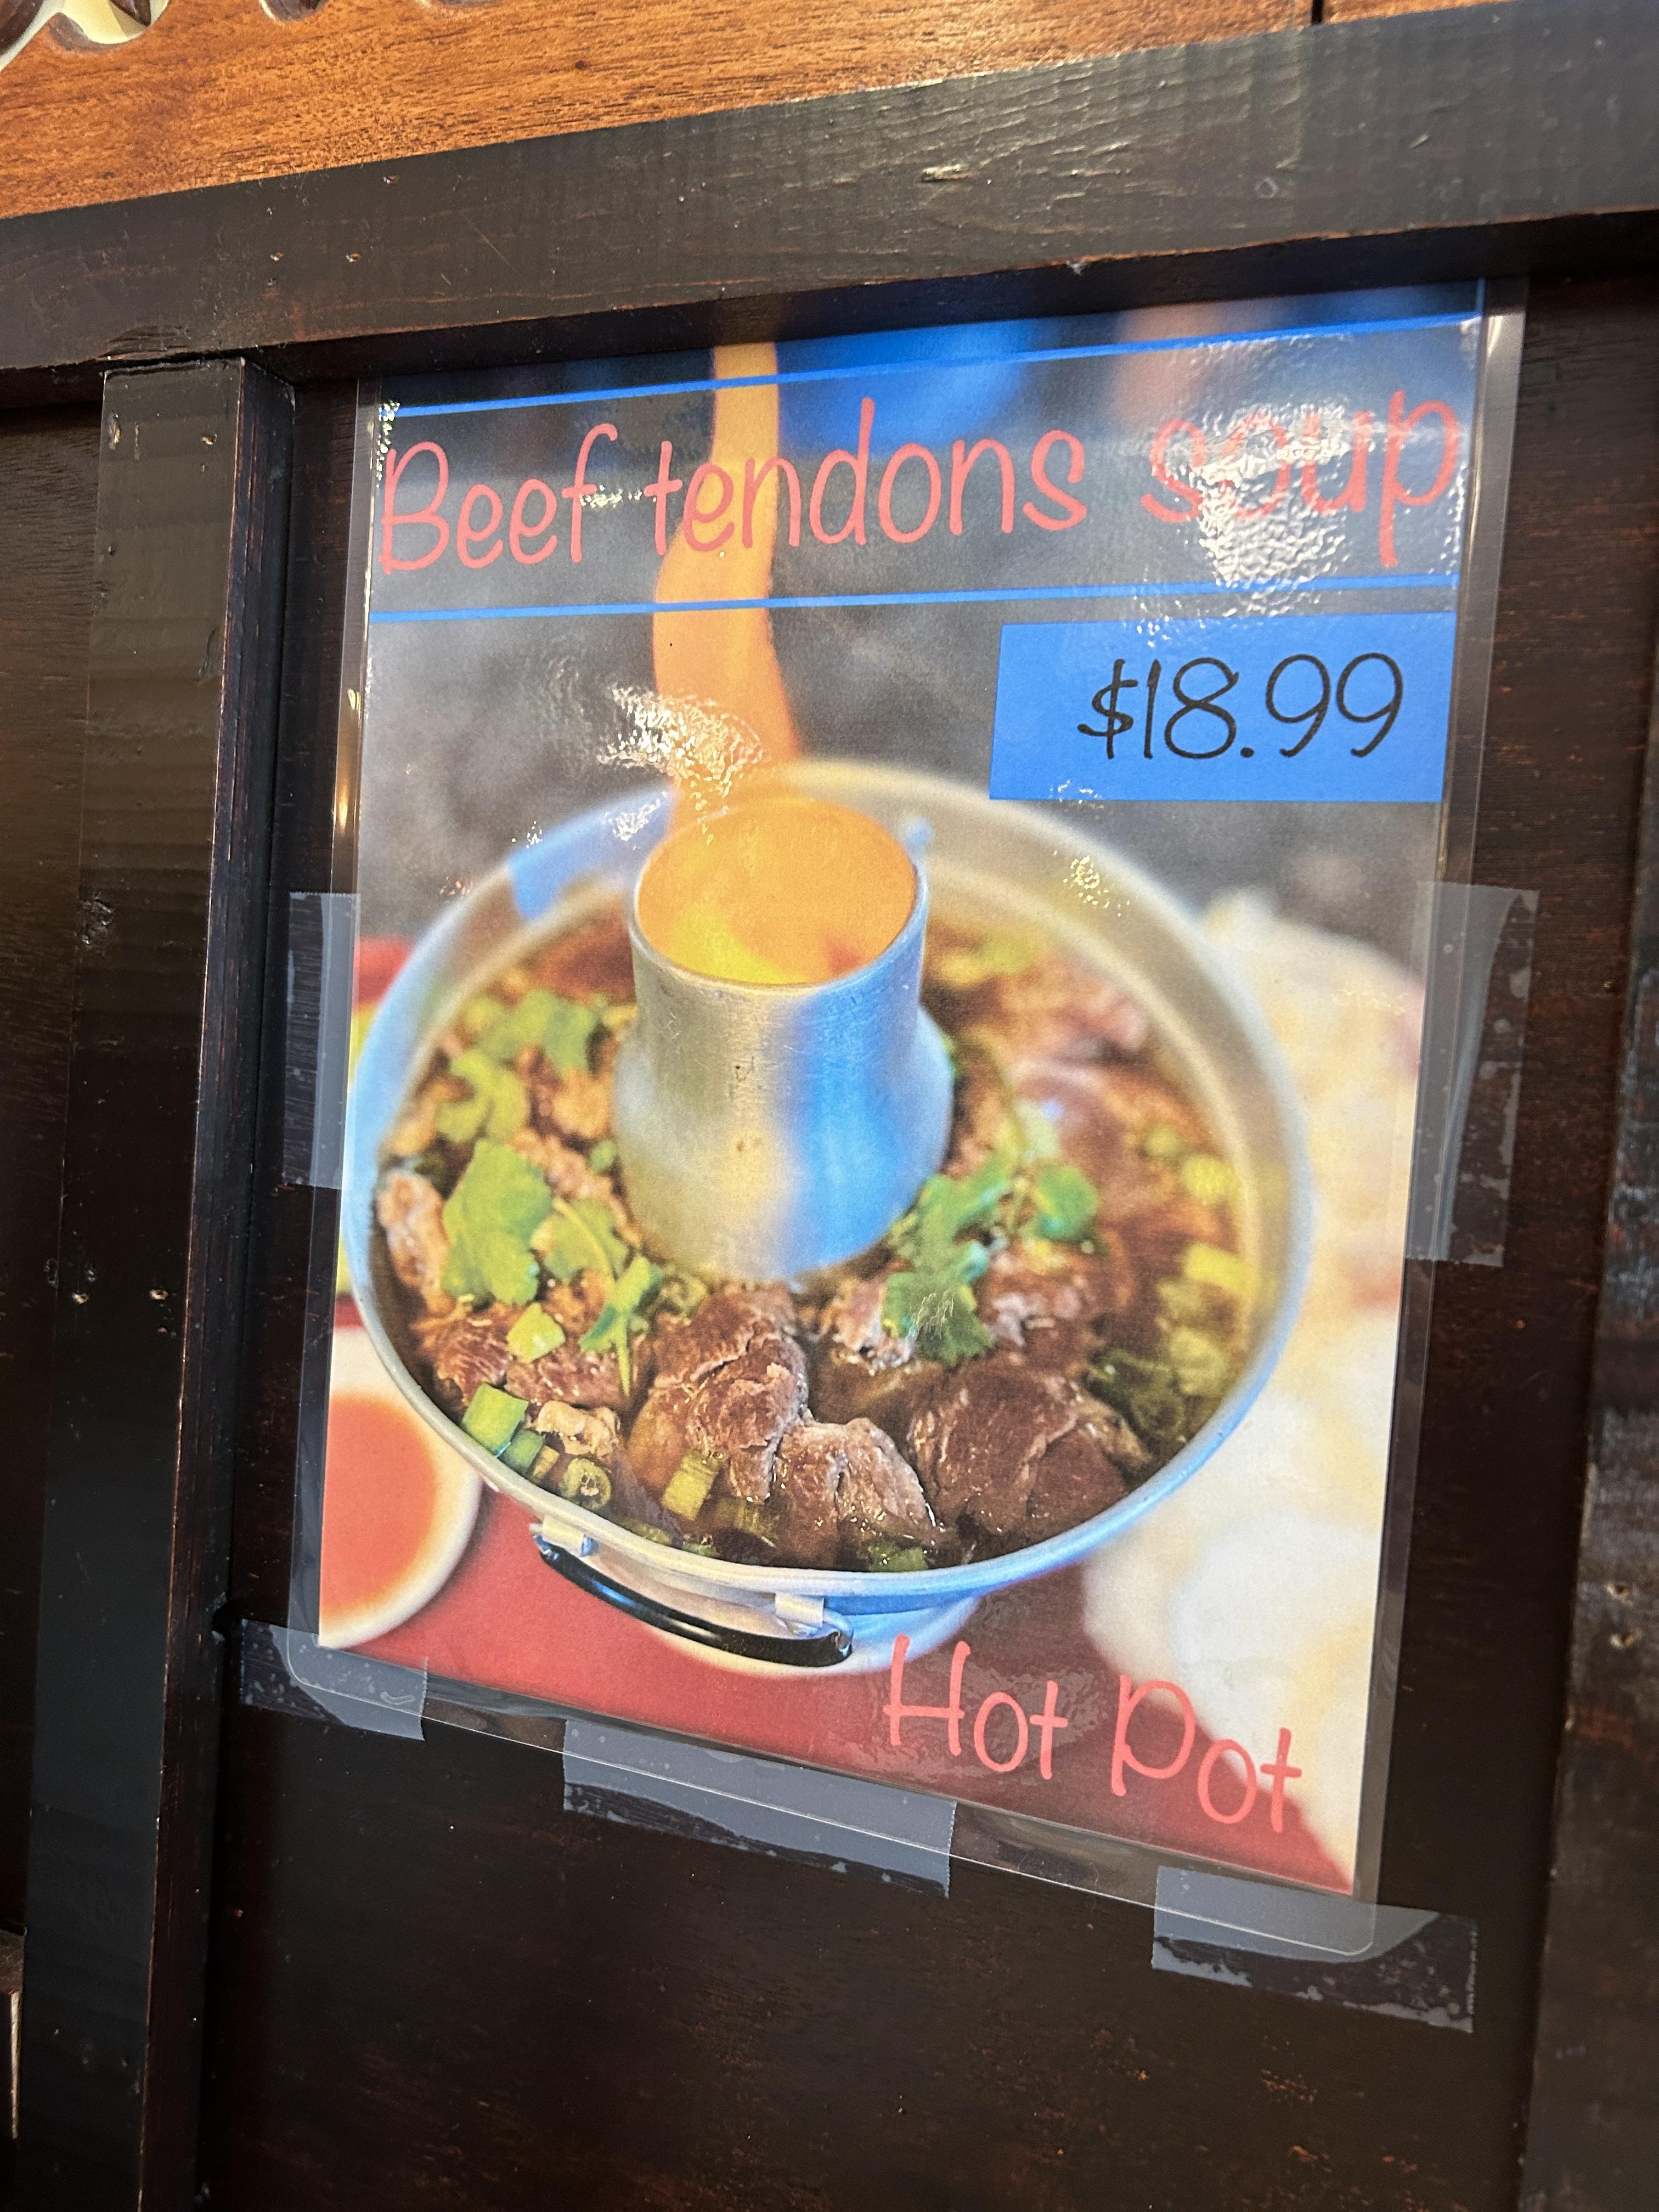 Beef tendons soup
$18.99
Hot Pot